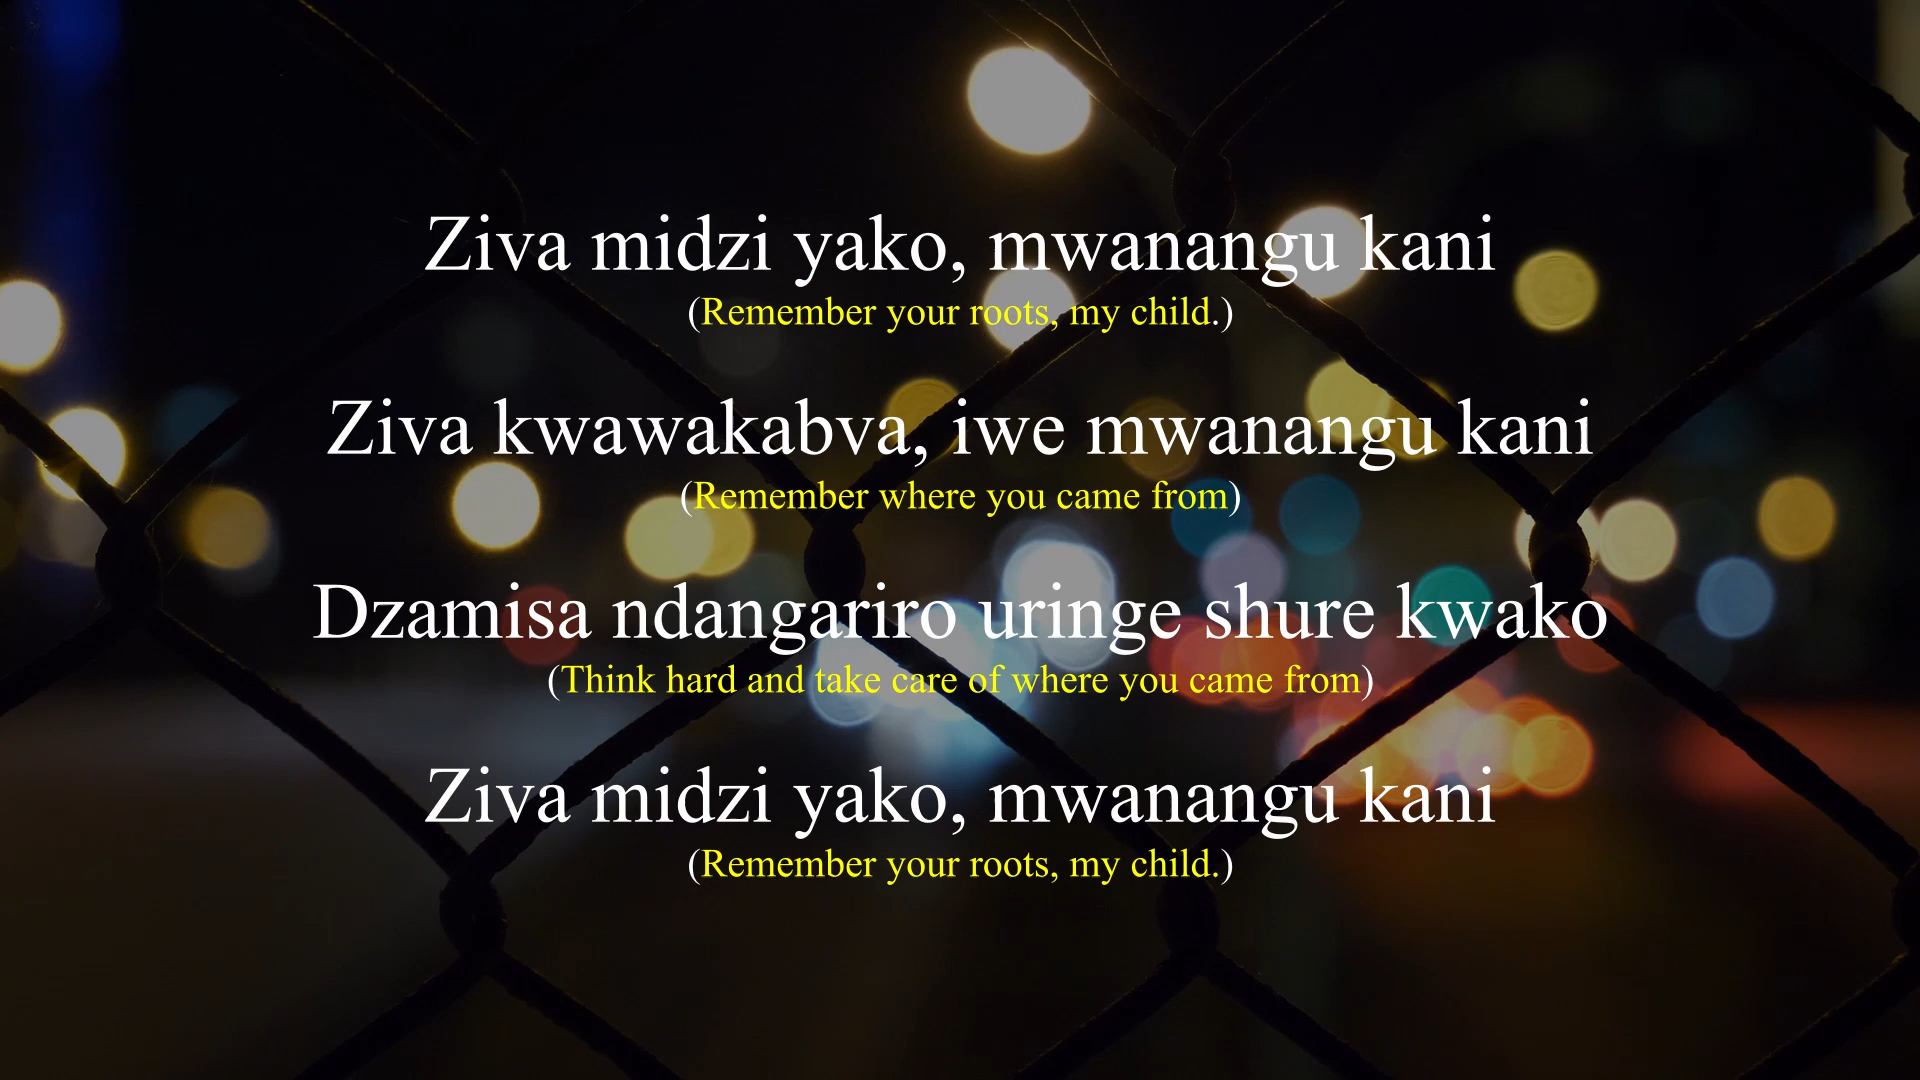 Ziva midzi yako, mwanangu kani
(Remember your roots, my child.)
Ziva kwawakabva, iwe mwanangu kani
(Remember where you came from)
Dzamisa ndangariro uringe shure kwako
(Think hard and take care of where you came from)
Ziva midzi yako, mwanangu kani
(Remember your roots, my child.)